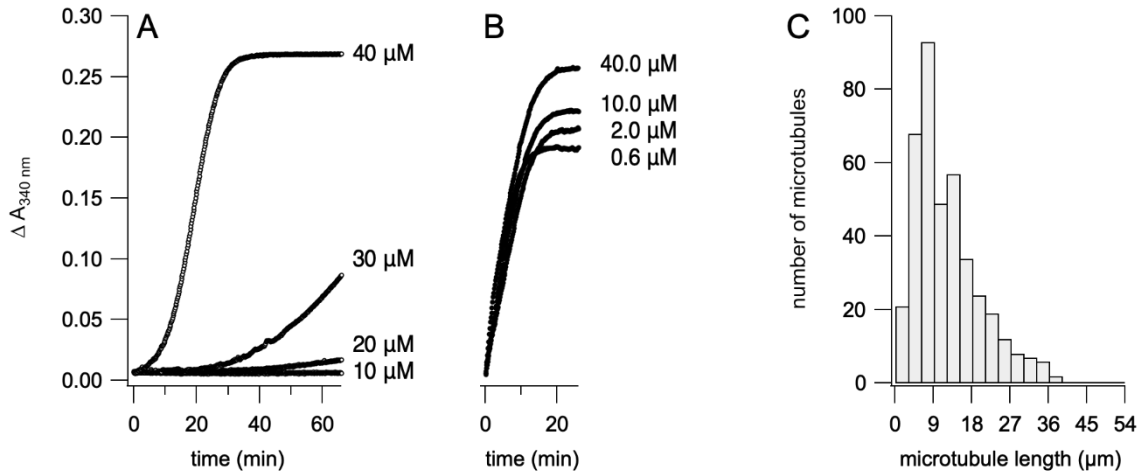 A
0.30
0.25
0.20
0.15
0.10
0.05
0.00
Δ A340 nm
40 µM
30 µM
20 µM
10 µM
0 20 40 60
time (min)
B
40.0 µM
10.0 µM
2.0 µM
0.6 µM
0 20
time (min)
C
100
80
60
40
20
0
number of microtubules
0 9 18 27 36 45 54
microtubule length (µm)